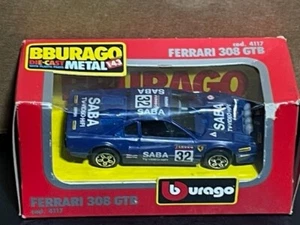 BBURAGO
DIE-CAST METAL 1:43
cod. 4117
FERRARI 308 GTB
BURAGO
SABA
32
SABA
SABA
32
FERRARI 308 GTB
cod. 4117
burago